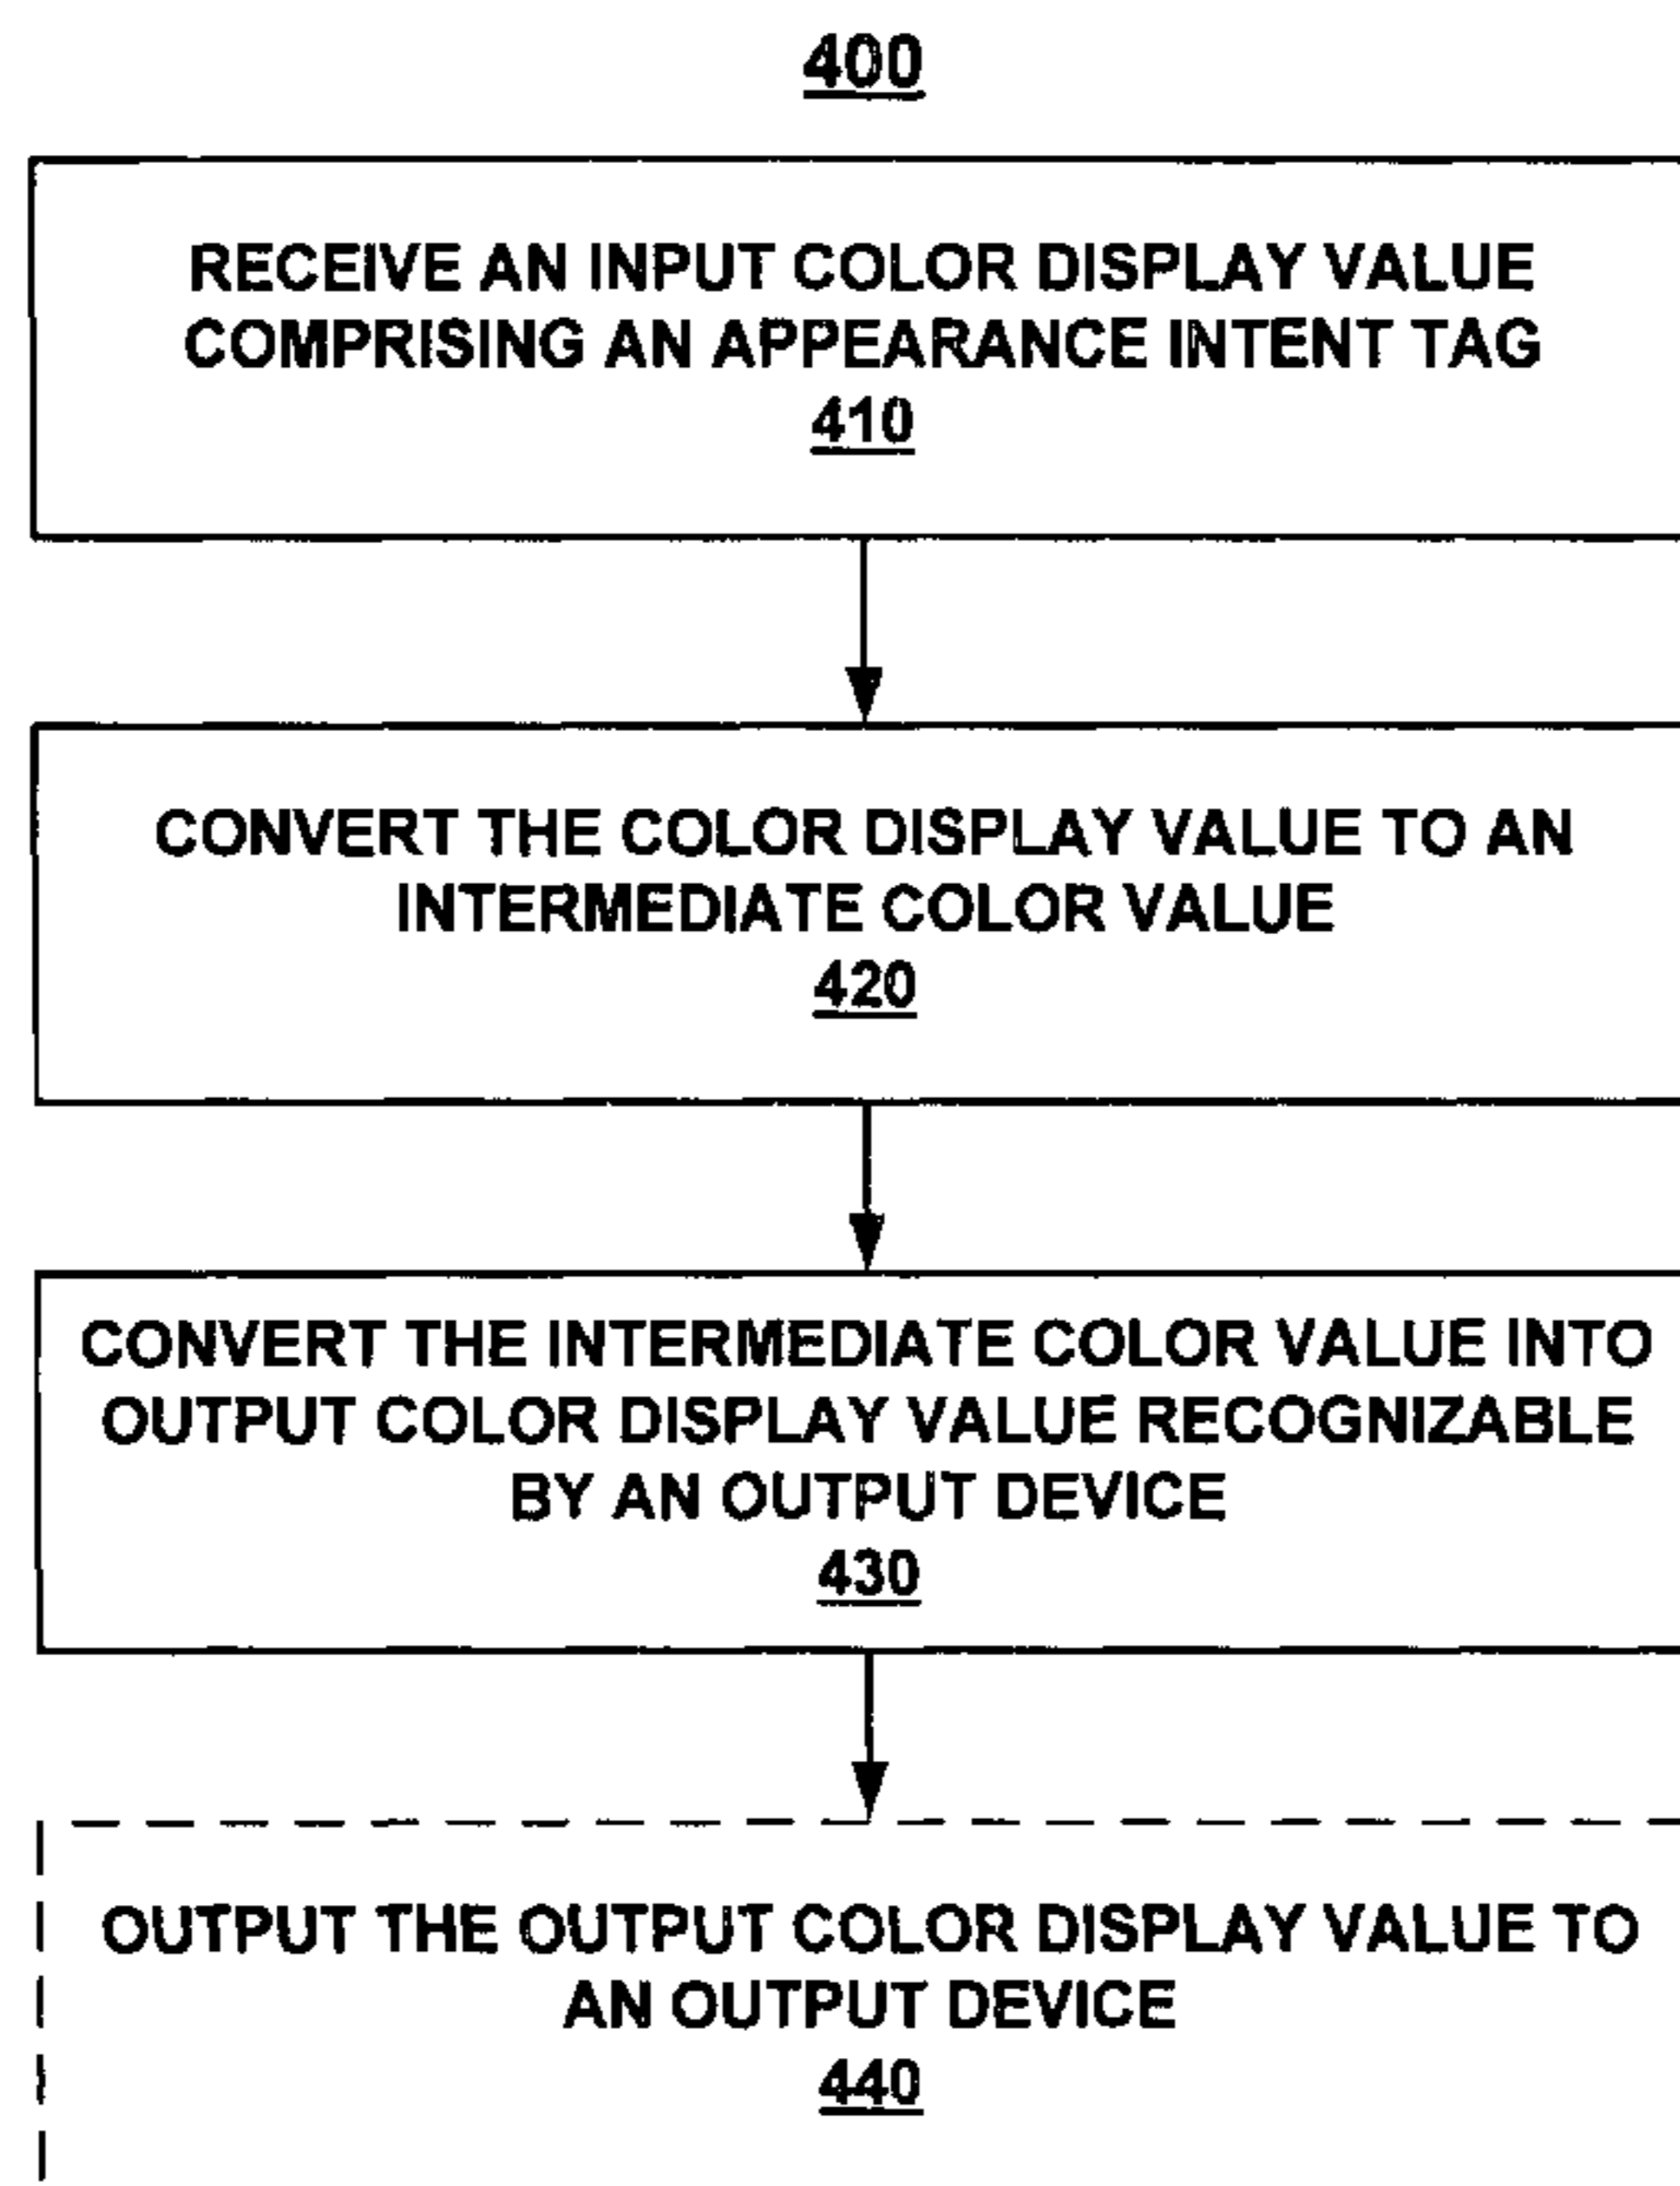 400
RECEIVE AN INPUT COLOR DISPLAY VALUE
COMPRISING AN APPEARANCE INTENT TAG
410
CONVERT THE COLOR DISPLAY VALUE TO AN
INTERMEDIATE COLOR VALUE
420
CONVERT THE INTERMEDIATE COLOR VALUE INTO
OUTPUT COLOR DISPLAY VALUE RECOGNIZABLE
BY AN OUTPUT DEVICE
430
OUTPUT THE OUTPUT COLOR DISPLAY VALUE TO
AN OUTPUT DEVICE
440